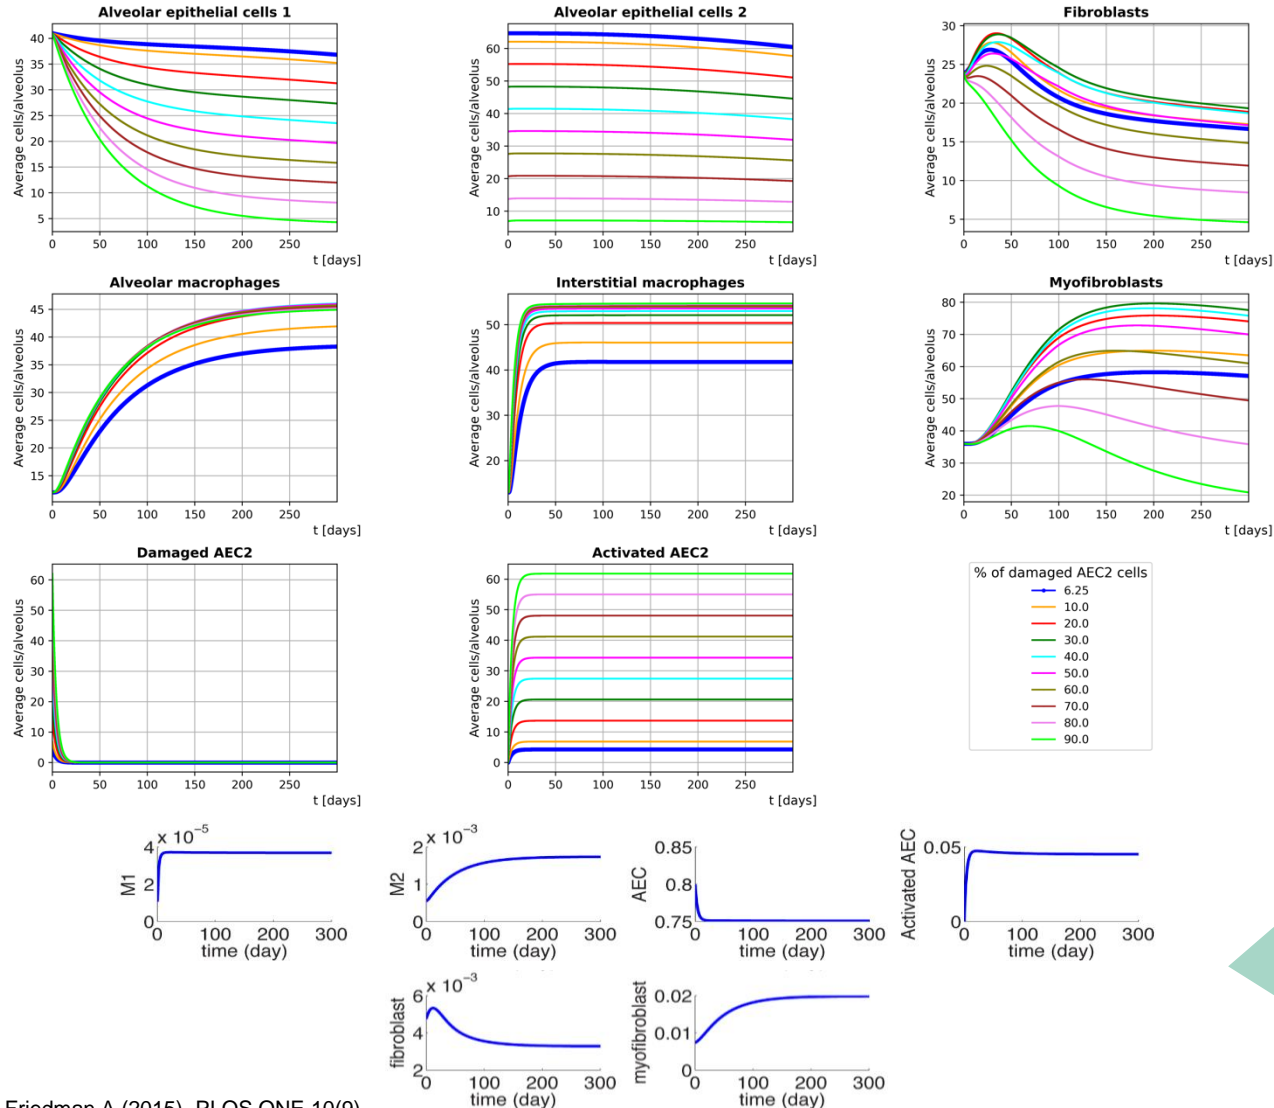 Alveolar epithelial cells 1
Average cells/alveolus
40
35
30
25
20
15
10
5
0 50 100 150 200 250
t [days]
Alveolar epithelial cells 2
Average cells/alveolus
60
50
40
30
20
10
0 50 100 150 200 250
t [days]
Fibroblasts
Average cells/alveolus
30
25
20
15
10
5
0 50 100 150 200 250
t [days]
Alveolar macrophages
Average cells/alveolus
45
40
35
30
25
20
15
0 50 100 150 200 250
t [days]
Interstitial macrophages
Average cells/alveolus
50
40
30
20
0 50 100 150 200 250
t [days]
Myofibroblasts
Average cells/alveolus
80
70
60
50
40
30
20
0 50 100 150 200 250
t [days]
Damaged AEC2
Average cells/alveolus
60
50
40
30
20
10
0
0 50 100 150 200 250
t [days]
Activated AEC2
Average cells/alveolus
60
50
40
30
20
10
0
0 50 100 150 200 250
t [days]
% of damaged AEC2 cells
6.25
10.0
20.0
30.0
40.0
50.0
60.0
70.0
80.0
90.0
x 10⁻⁵
M1
4
2
0
0 100 200 300
time (day)
x 10⁻³
M2
2
1
0
0 100 200 300
time (day)
AEC
0.85
0.8
0.75
0 100 200 300
time (day)
Activated AEC
0.05
0
0 100 200 300
time (day)
x 10⁻³
fibroblast
6
4
2
0 100 200 300
time (day)
myofibroblast
0.02
0.01
0
0 100 200 300
time (day)
Friedman A (2015) PLOS ONE 10(9)